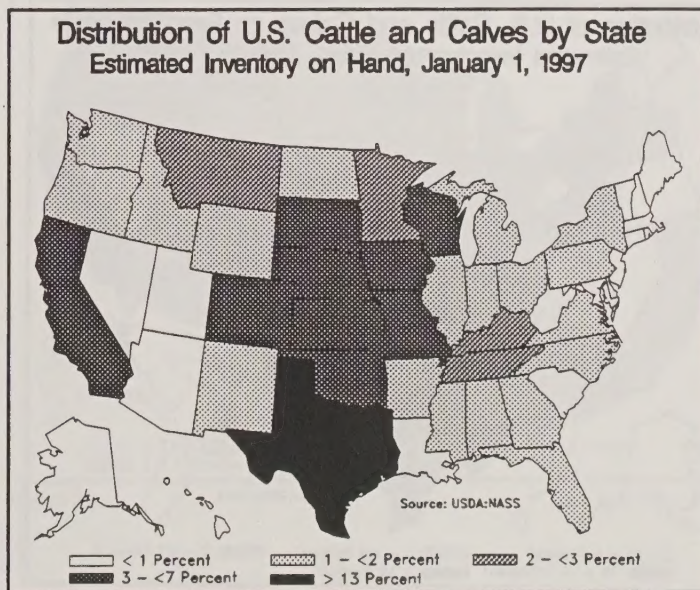 Distribution of U.S. Cattle and Calves by State
Estimated Inventory on Hand, January 1, 1997
Source: USDA:NASS
< 1 Percent
1 - <2 Percent
2 - <3 Percent
3 - <7 Percent
> 13 Percent